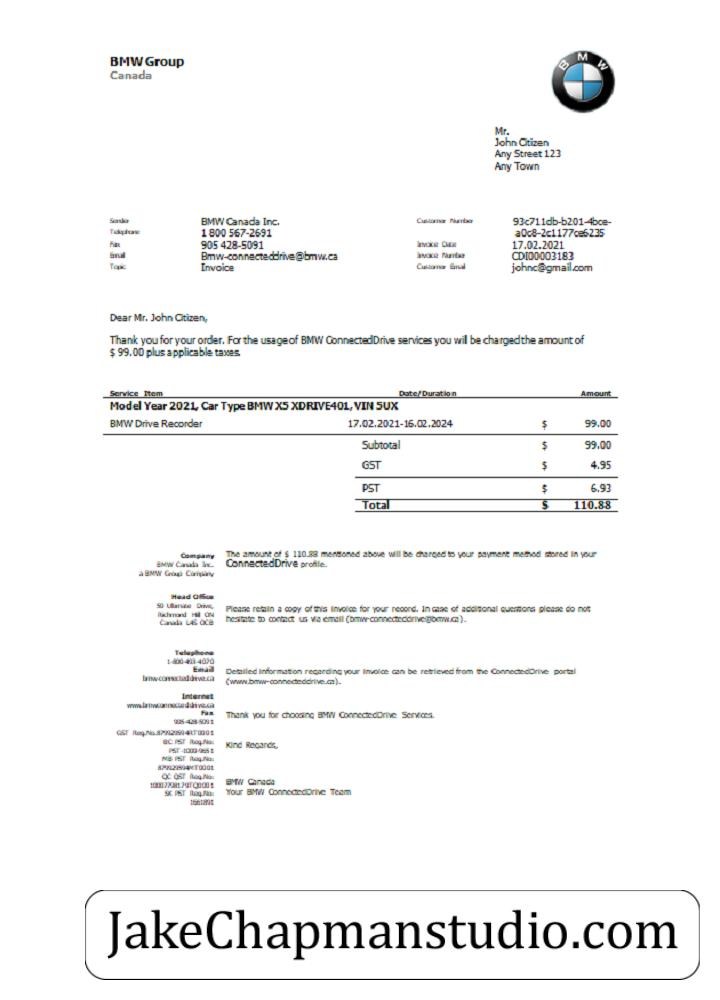 BMW Group
Canada
BMW
Mr.
John Citizen
Any Street 123
Any Town
Sender BMW Canada Inc. Customer Number 93c711db-b201-4bce-
Telephone 1 800 567-2691 a0c8-2c1177ce6235
Fax 905 428-5091 Invoice Date 17.02.2021
Email Bmw-connecteddrive@bmw.ca Invoice Number CDI00003183
Topic Invoice Customer Email johnc@gmail.com
Dear Mr. John Citizen,
Thank you for your order. For the usage of BMW ConnectedDrive services you will be charged the amount of
$ 99.00 plus applicable taxes.
Service Item Date/Duration Amount
Model Year 2021, Car Type BMW X5 XDRIVE40I, VIN 5UX
BMW Drive Recorder 17.02.2021-16.02.2024 $ 99.00
Subtotal $ 99.00
GST $ 4.95
PST $ 6.93
Total $ 110.88
Company
BMW Canada Inc.
a BMW Group Company
The amount of $ 110.88 mentioned above will be charged to your payment method stored in your
ConnectedDrive profile.
Head Office
50 Ultimate Drive,
Richmond Hill ON
Canada L4S 0C8
Please retain a copy of this invoice for your record. In case of additional questions please do not
hesitate to contact us via email (bmw-connecteddrive@bmw.ca).
Telephone
1-800-493-4070
Email
bmw-connecteddrive.ca
Detailed information regarding your invoice can be retrieved from the ConnectedDrive portal
(www.bmw-connecteddrive.ca).
Internet
www.bmwconnecteddrive.ca
Fax
905-428-5091
Thank you for choosing BMW ConnectedDrive Services.
GST Reg.No.879929594RT0001
BC PST Reg.No:
PST-1000-9651
MB PST Reg.No:
879929594MT0001
QC QST Reg.No:
SK PST Reg.No:
1661891
Kind Regards,
BMW Canada
Your BMW ConnectedDrive Team
JakeChapmanstudio.com